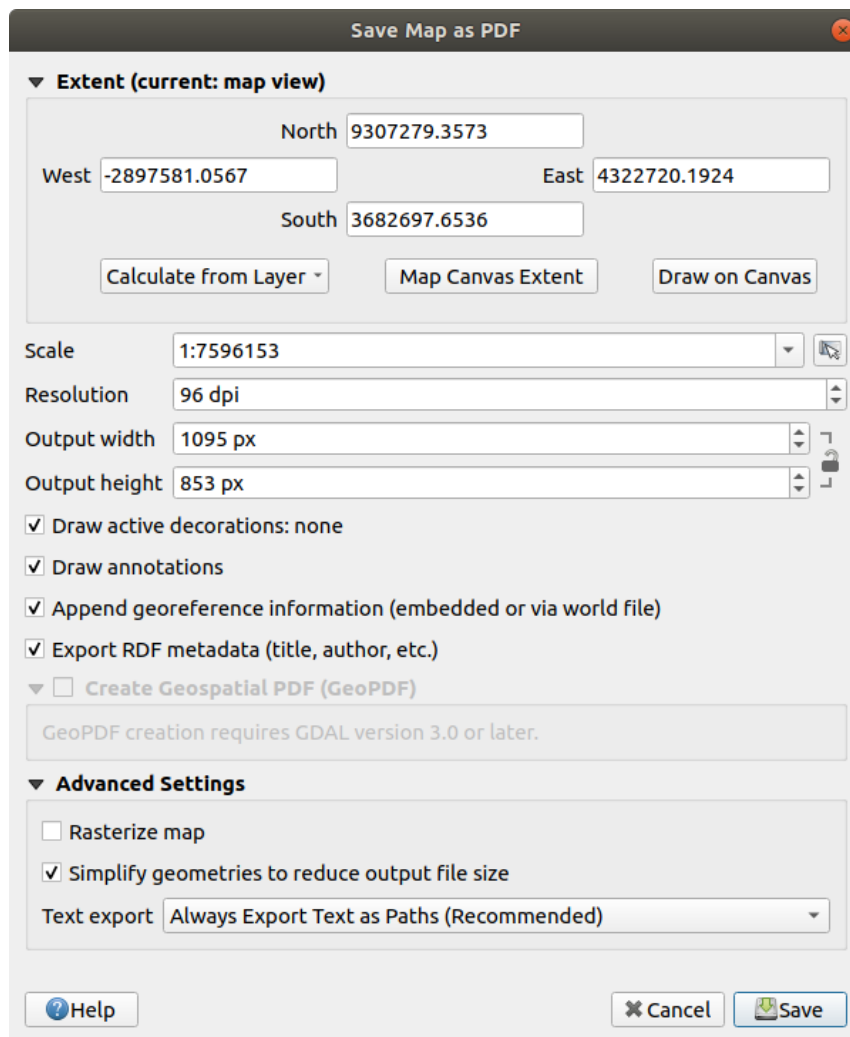 Save Map as PDF
Extent (current: map view)
North 9307279.3573
West -2897581.0567 East 4322720.1924
South 3682697.6536
Calculate from Layer Map Canvas Extent Draw on Canvas
Scale 1:7596153
Resolution 96 dpi
Output width 1095 px
Output height 853 px
Draw active decorations: none
Draw annotations
Append georeference information (embedded or via world file)
Export RDF metadata (title, author, etc.)
Create Geospatial PDF (GeoPDF)
GeoPDF creation requires GDAL version 3.0 or later.
Advanced Settings
Rasterize map
Simplify geometries to reduce output file size
Text export Always Export Text as Paths (Recommended)
Help Cancel Save